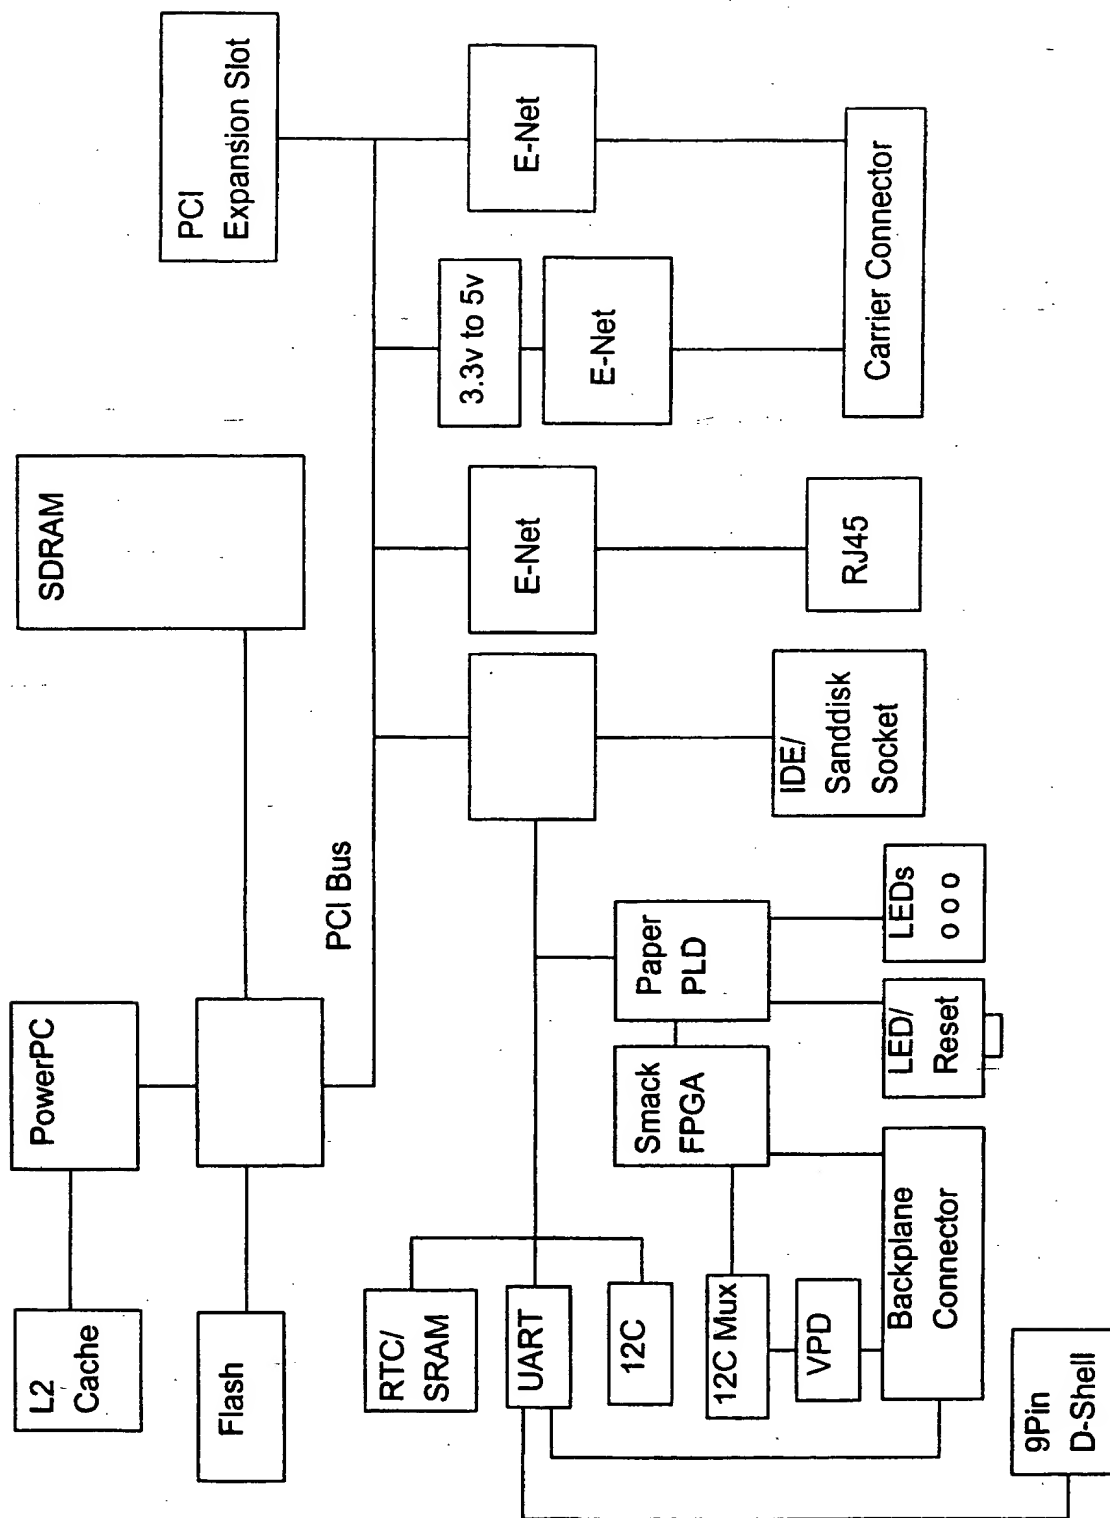 L2
Cache
PowerPC
SDRAM
PCI
Expansion Slot
Flash
PCI Bus
RTC/
SRAM
UART
12C
E-Net
3.3v to 5v
E-Net
E-Net
12C Mux
VPD
Smack
FPGA
Paper
PLD
IDE/
Sanddisk
Socket
RJ45
Carrier Connector
Backplane
Connector
LED/
Reset
LEDs
o o o
9Pin
D-Shell